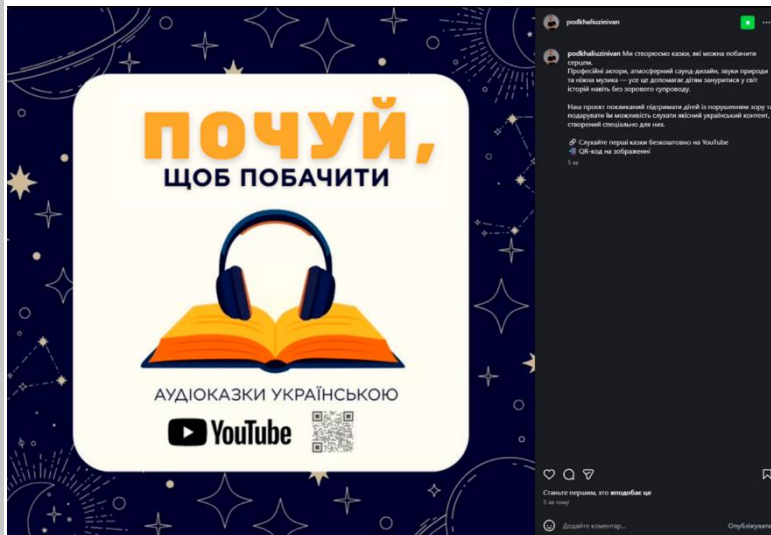 ПОЧУЙ,
ЩОБ ПОБАЧИТИ
АУДІОКАЗКИ УКРАЇНСЬКОЮ
YouTube
podkhaliuzinivan
podkhaliuzinivan Ми створюємо казки, які можна побачити
серцем.
Професійні актори, атмосферний саунд-дизайн, звуки природи
та ніжна музика — усе це допомагає дітям зануритися у світ
історій навіть без зорового супроводу.
Наш проєкт покликаний підтримати дітей із порушенням зору та
подарувати їм можливість слухати якісний український контент,
створений спеціально для них.
Слухайте перші казки безкоштовно на YouTube
QR-код на зображенні
5 хв
Станьте першим, хто вподобає це
5 хв тому
Додайте коментар...
Опублікувати